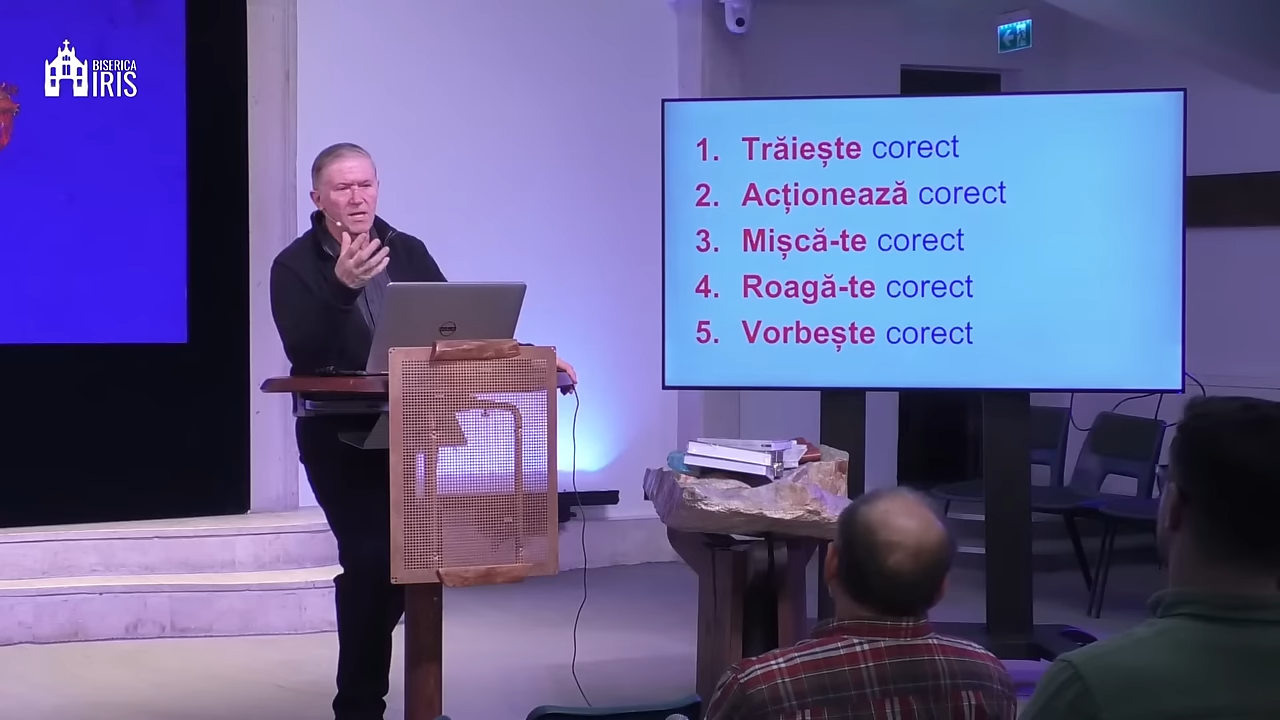 BISERICA
IRIS
1. Trăiește corect
2. Acționează corect
3. Mișcă-te corect
4. Roagă-te corect
5. Vorbește corect